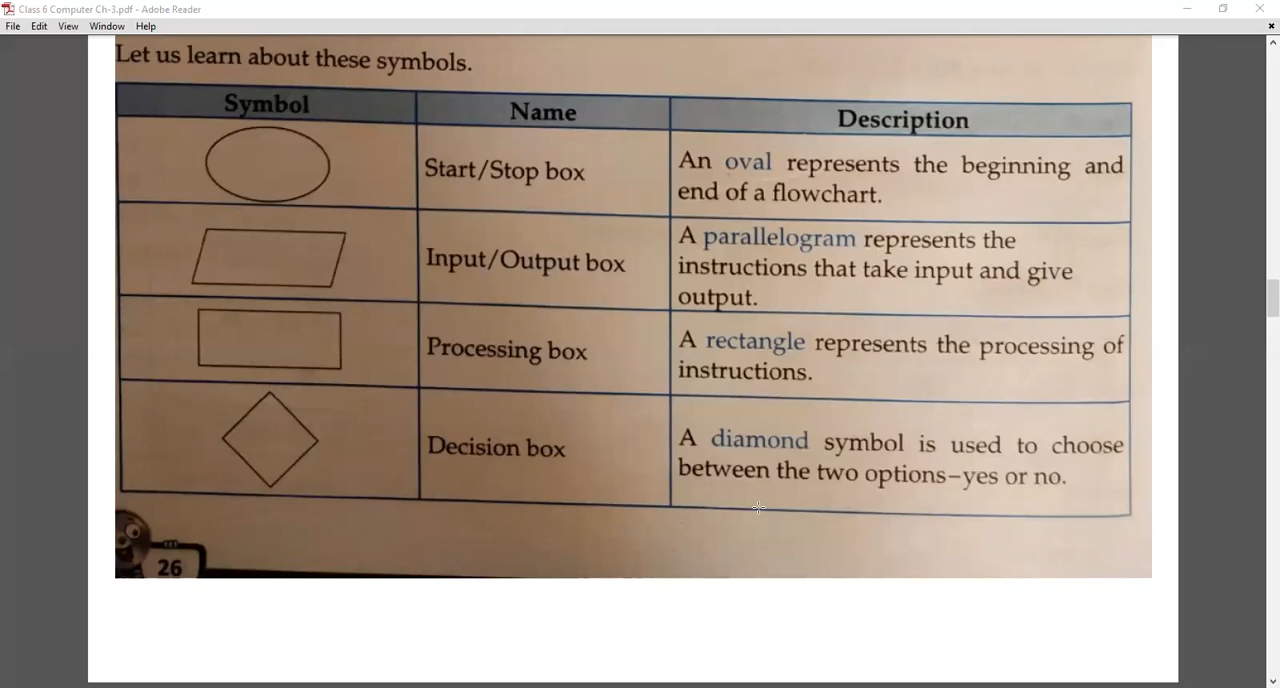 Class 6 Computer Ch-3.pdf - Adobe Reader
File Edit View Window Help
Let us learn about these symbols.
Symbol Name Description
Start/Stop box
An oval represents the beginning and
end of a flowchart.
Input/Output box
A parallelogram represents the
instructions that take input and give
output.
Processing box
A rectangle represents the processing of
instructions.
Decision box
A diamond symbol is used to choose
between the two options–yes or no.
26